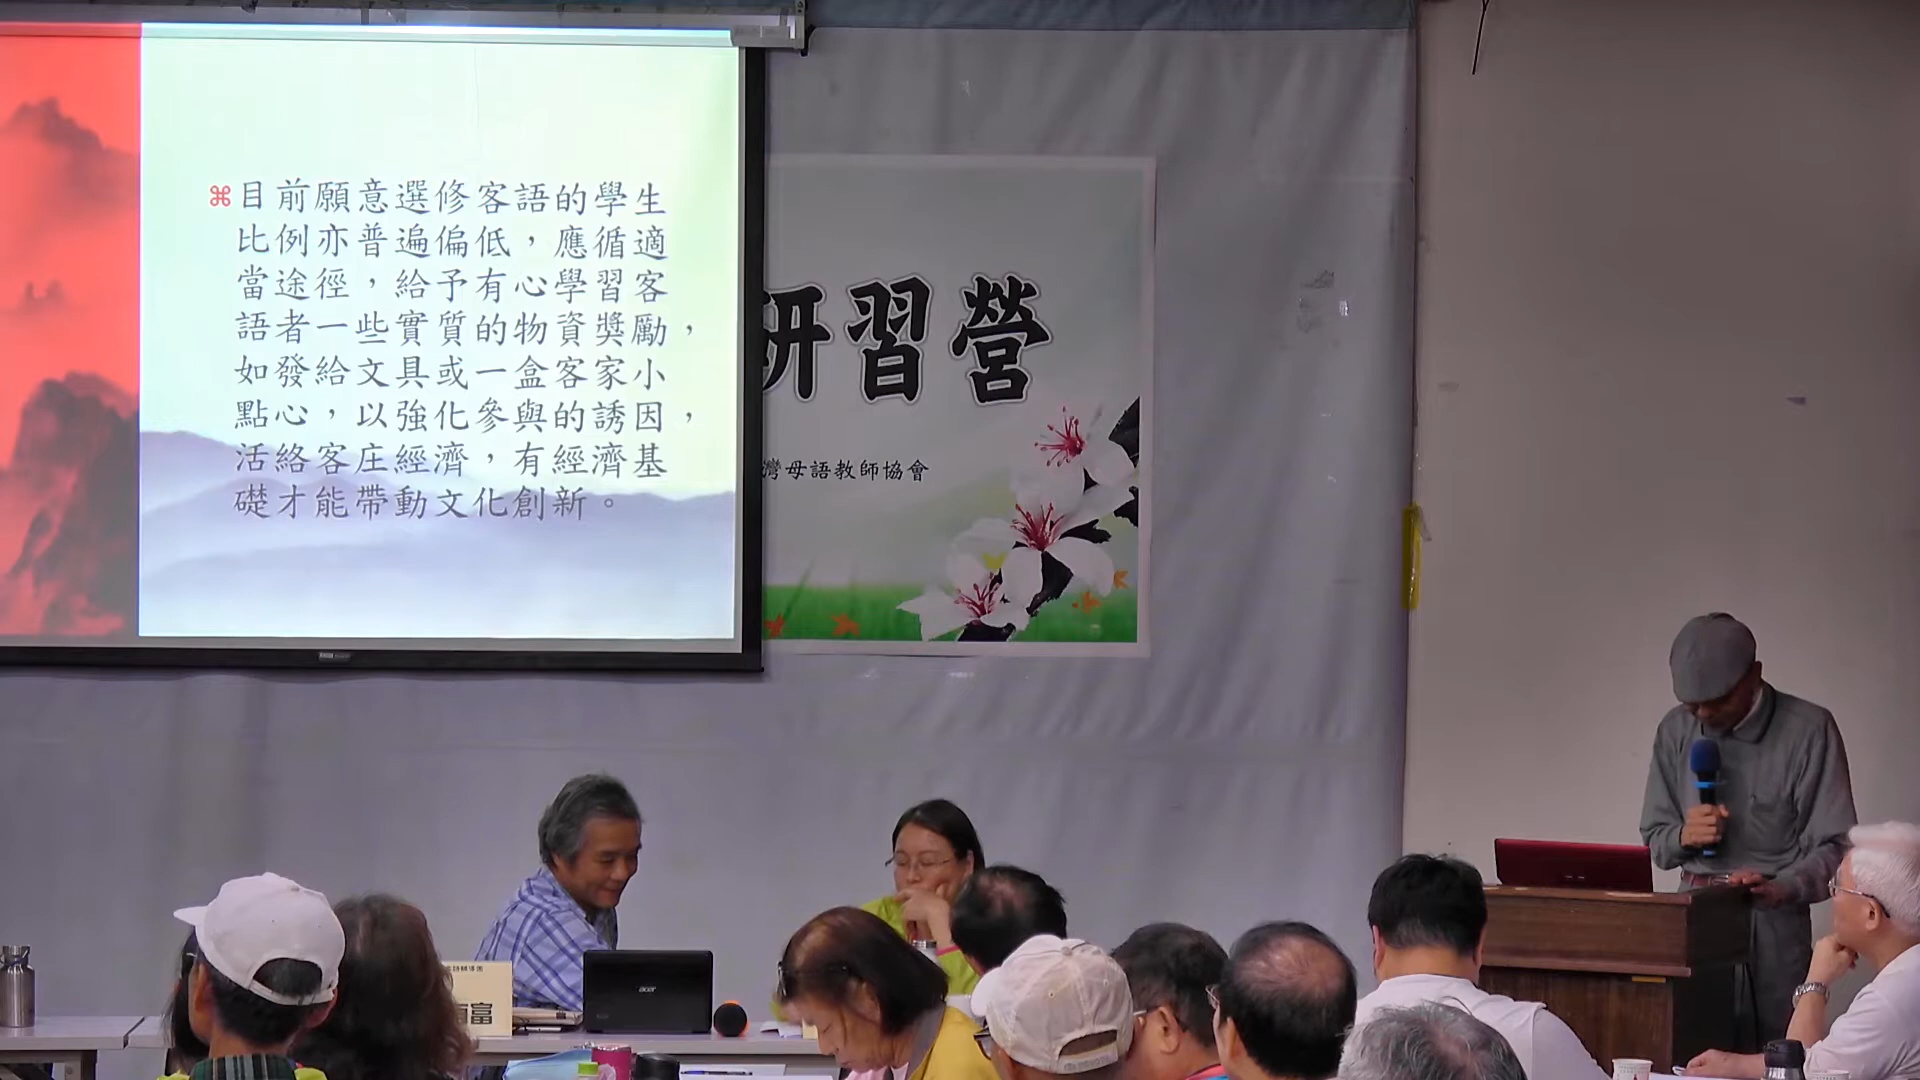 目前願意選修客語的學生
比例亦普遍偏低，應循適
當途徑，給予有心學習客
語者一些實質的物資獎勵，
如發給文具或一盒客家小
點心，以強化參與的誘因，
活絡客庄經濟，有經濟基
礎才能帶動文化創新。
研習營
灣母語教師協會
富
acer